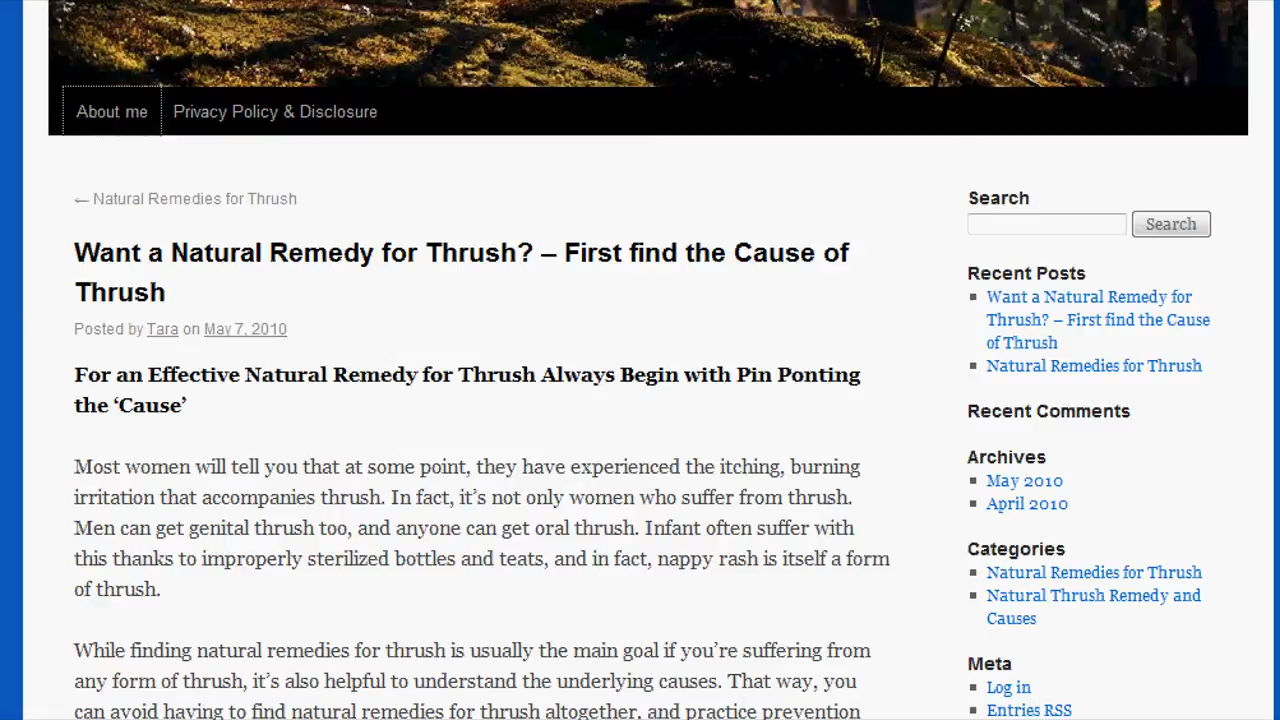 About me
Privacy Policy & Disclosure
← Natural Remedies for Thrush
Want a Natural Remedy for Thrush? – First find the Cause of
Thrush
Posted by Tara on May 7, 2010
For an Effective Natural Remedy for Thrush Always Begin with Pin Ponting
the ‘Cause’
Most women will tell you that at some point, they have experienced the itching, burning
irritation that accompanies thrush. In fact, it’s not only women who suffer from thrush.
Men can get genital thrush too, and anyone can get oral thrush. Infant often suffer with
this thanks to improperly sterilized bottles and teats, and in fact, nappy rash is itself a form
of thrush.
While finding natural remedies for thrush is usually the main goal if you’re suffering from
any form of thrush, it’s also helpful to understand the underlying causes. That way, you
can avoid having to find natural remedies for thrush altogether, and practice prevention
Search
Search
Recent Posts
Want a Natural Remedy for
Thrush? – First find the Cause
of Thrush
Natural Remedies for Thrush
Recent Comments
Archives
May 2010
April 2010
Categories
Natural Remedies for Thrush
Natural Thrush Remedy and
Causes
Meta
Log in
Entries RSS